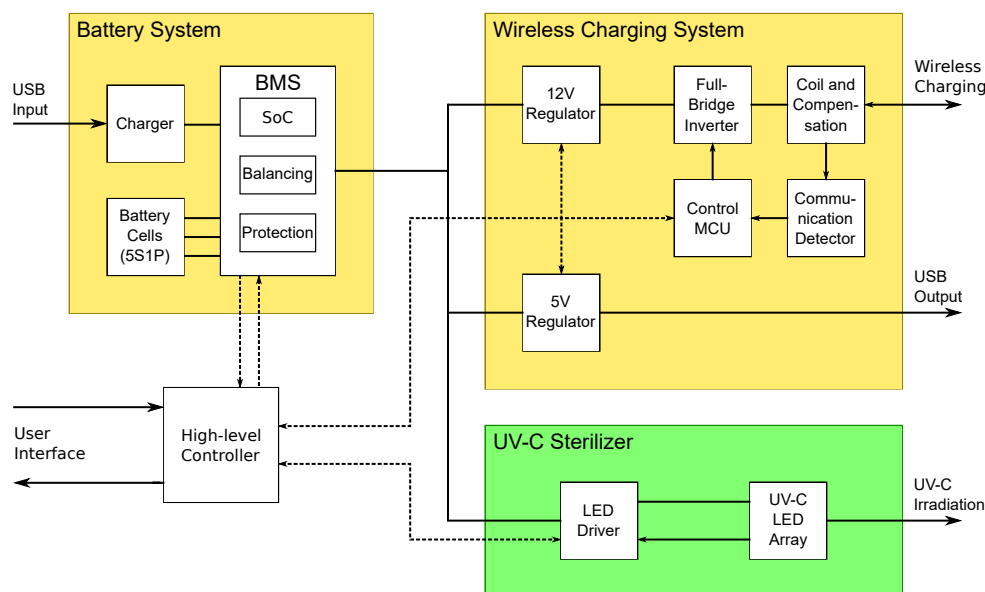 Battery System
USB
Input
Charger
BMS
SoC
Balancing
Protection
Battery
Cells
(5S1P)
Wireless Charging System
12V
Regulator
Full-
Bridge
Inverter
Coil and
Compen-
sation
Wireless
Charging
Control
MCU
Commu-
nication
Detector
5V
Regulator
USB
Output
User
Interface
High-level
Controller
UV-C Sterilizer
LED
Driver
UV-C
LED
Array
UV-C
Irradiation